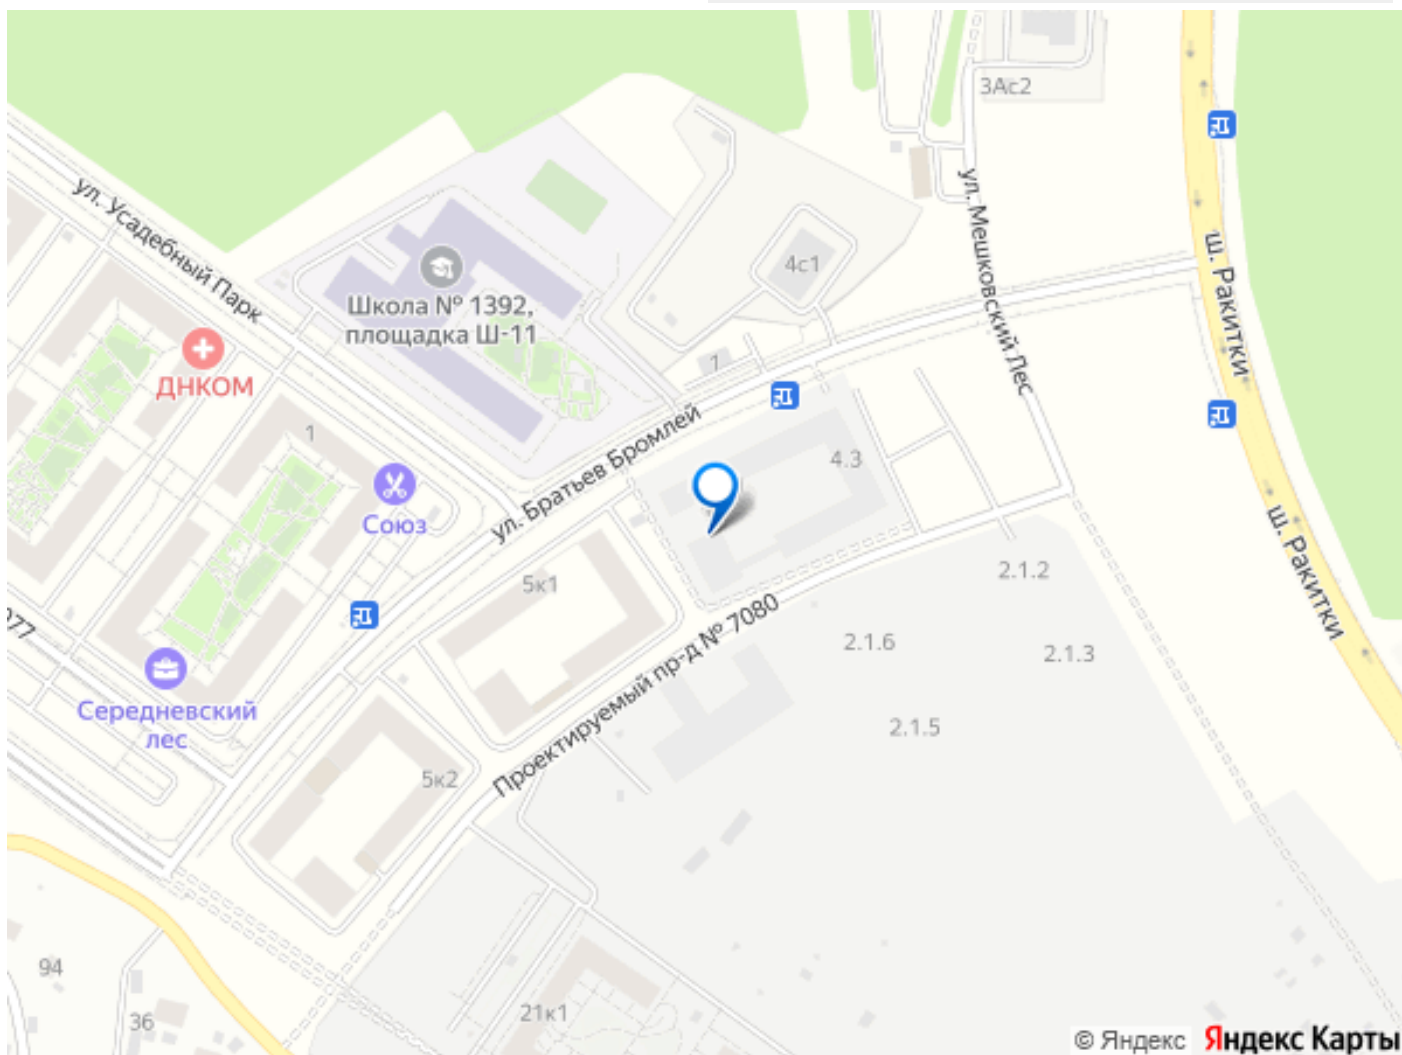 3Ас2
ул. Усадебный Парк
ул. Мешковский Лес
ш. Ракитки
4с1
Школа № 1392,
площадка Ш-11
7
ДНКОМ
1
ул. Братьев Бромлей
4.3
Союз
ш. Ракитки
2.1.2
5к1
077
2.1.6
2.1.3
Проектируемый пр-д № 7080
Середневский
лес
2.1.5
5к2
94
36
21к1
© Яндекс Яндекс Карты